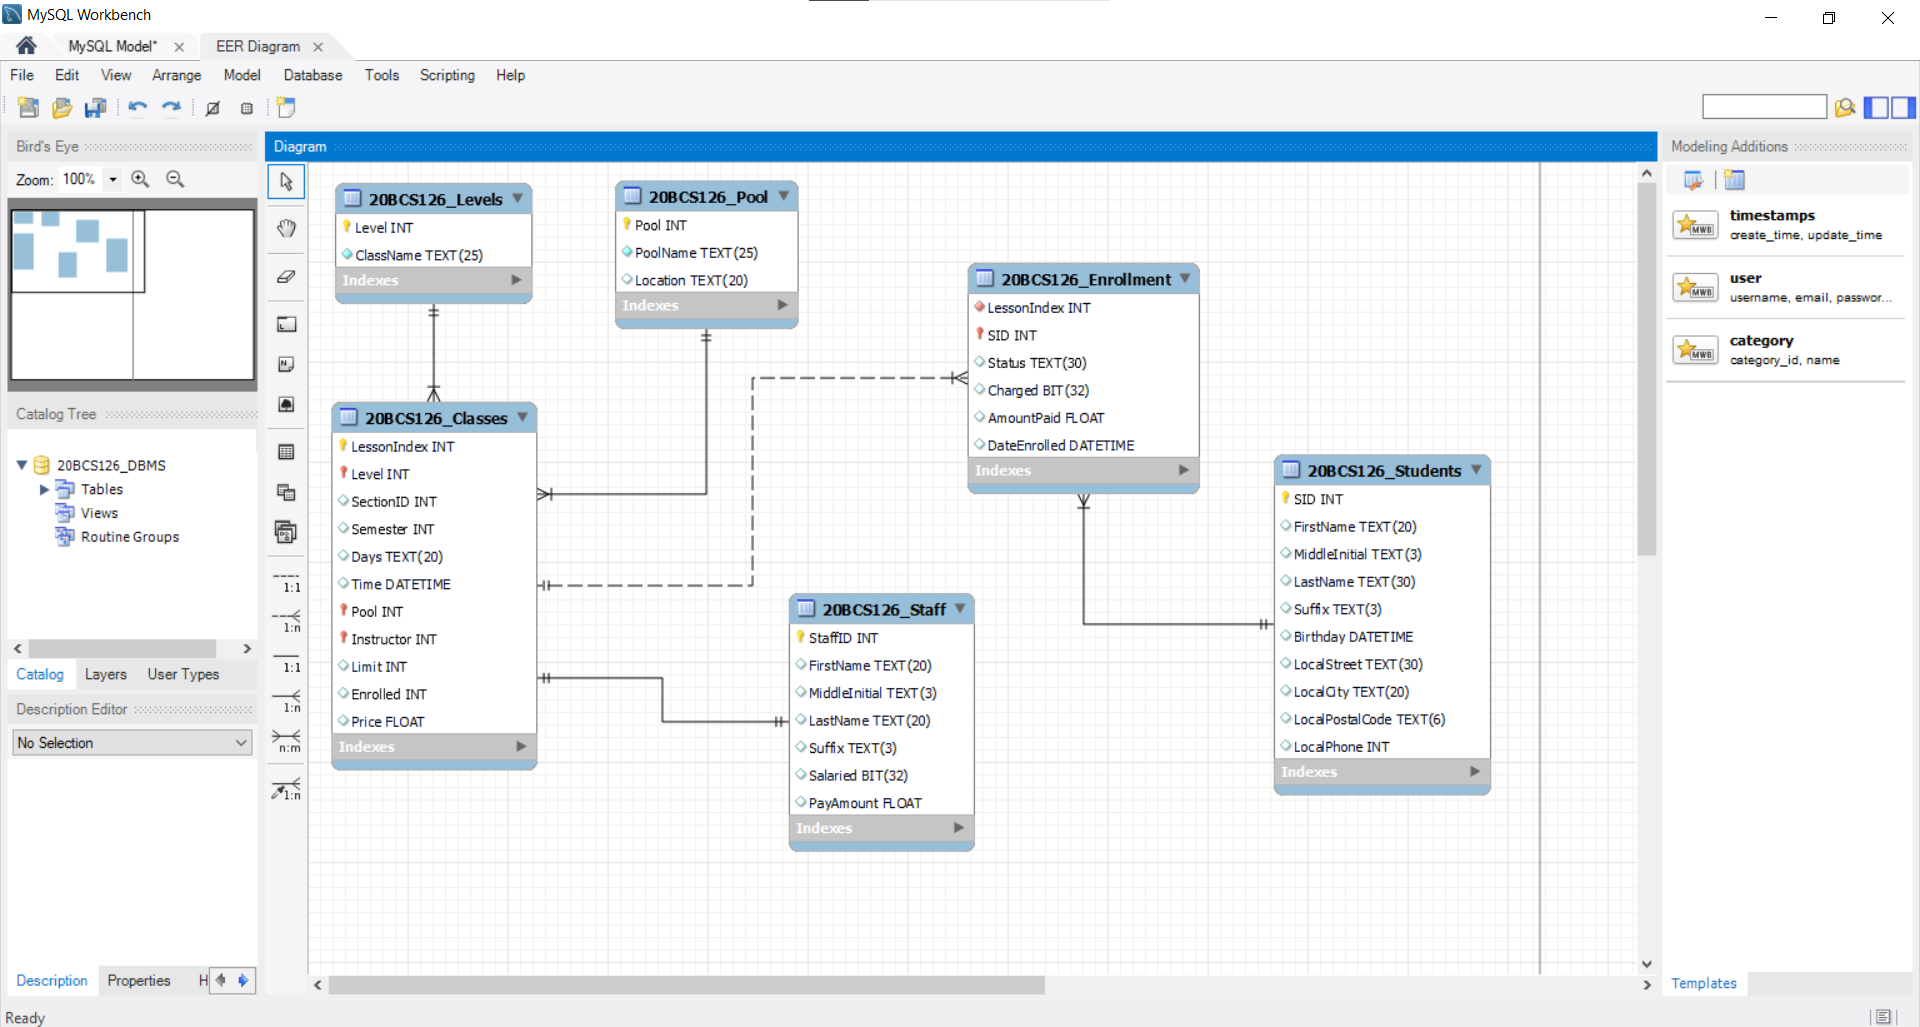 MySQL Workbench
MySQL Model*
EER Diagram
File Edit View Arrange Model Database Tools Scripting Help
Bird's Eye
Zoom: 100%
Catalog Tree
20BCS126_DBMS
Tables
Views
Routine Groups
Catalog Layers User Types
Description Editor
No Selection
Description Properties H
Ready
Diagram
1:1
1:n
1:1
1:n
n:m
1:n
20BCS126_Levels
Level INT
ClassName TEXT(25)
Indexes
20BCS126_Pool
Pool INT
PoolName TEXT(25)
Location TEXT(20)
Indexes
20BCS126_Enrollment
LessonIndex INT
SID INT
Status TEXT(30)
Charged BIT(32)
AmountPaid FLOAT
DateEnrolled DATETIME
Indexes
20BCS126_Classes
LessonIndex INT
Level INT
SectionID INT
Semester INT
Days TEXT(20)
Time DATETIME
Pool INT
Instructor INT
Limit INT
Enrolled INT
Price FLOAT
Indexes
20BCS126_Staff
StaffID INT
FirstName TEXT(20)
MiddleInitial TEXT(3)
LastName TEXT(20)
Suffix TEXT(3)
Salaried BIT(32)
PayAmount FLOAT
Indexes
20BCS126_Students
SID INT
FirstName TEXT(20)
MiddleInitial TEXT(3)
LastName TEXT(30)
Suffix TEXT(3)
Birthday DATETIME
LocalStreet TEXT(30)
LocalCity TEXT(20)
LocalPostalCode TEXT(6)
LocalPhone INT
Indexes
Modeling Additions
MWB
timestamps
create_time, update_time
MWB
user
username, email, passwor...
MWB
category
category_id, name
Templates